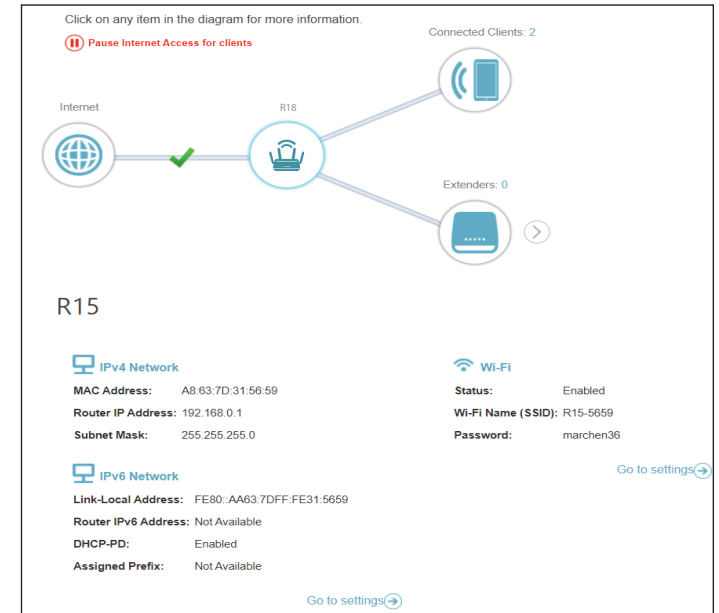 Click on any item in the diagram for more information.
Pause Internet Access for clients
Connected Clients: 2
Internet
R18
Extenders: 0
R15
IPv4 Network
MAC Address: A8:63:7D:31:56:59
Router IP Address: 192.168.0.1
Subnet Mask: 255.255.255.0
Wi-Fi
Status: Enabled
Wi-Fi Name (SSID): R15-5659
Password: marchen36
Go to settings
IPv6 Network
Link-Local Address: FE80::AA63:7DFF:FE31:5659
Router IPv6 Address: Not Available
DHCP-PD: Enabled
Assigned Prefix: Not Available
Go to settings